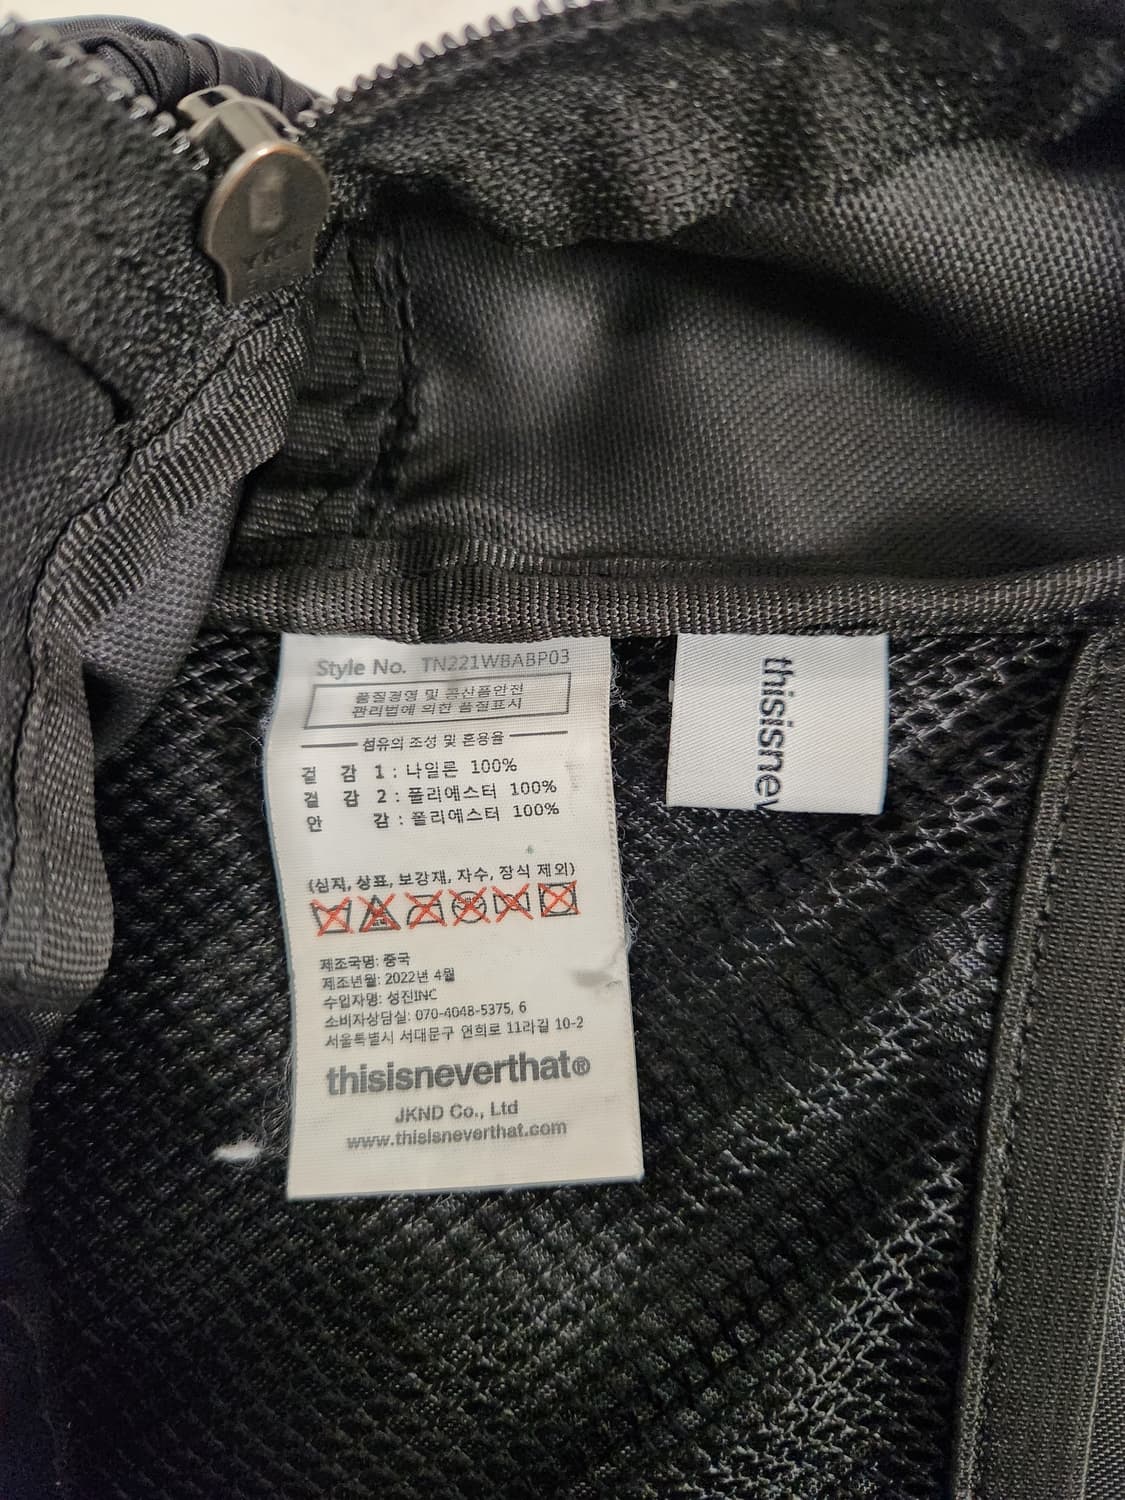 YKK
Style No. TN221WBABP03
품질경영 및 공산품안전
관리법에 의한 품질표시
섬유의 조성 및 혼용율
겉 감 1 : 나일론 100%
겉 감 2 : 폴리에스터 100%
안 감 : 폴리에스터 100%
(심지, 상표, 보강재, 자수, 장식 제외)
제조국명: 중국
제조년월: 2022년 4월
수입자명: 성진INC
소비자상담실: 070-4048-5375, 6
서울특별시 서대문구 연희로 11라길 10-2
thisisneverthat®
JKND Co., Ltd
www.thisisneverthat.com
thisisnev